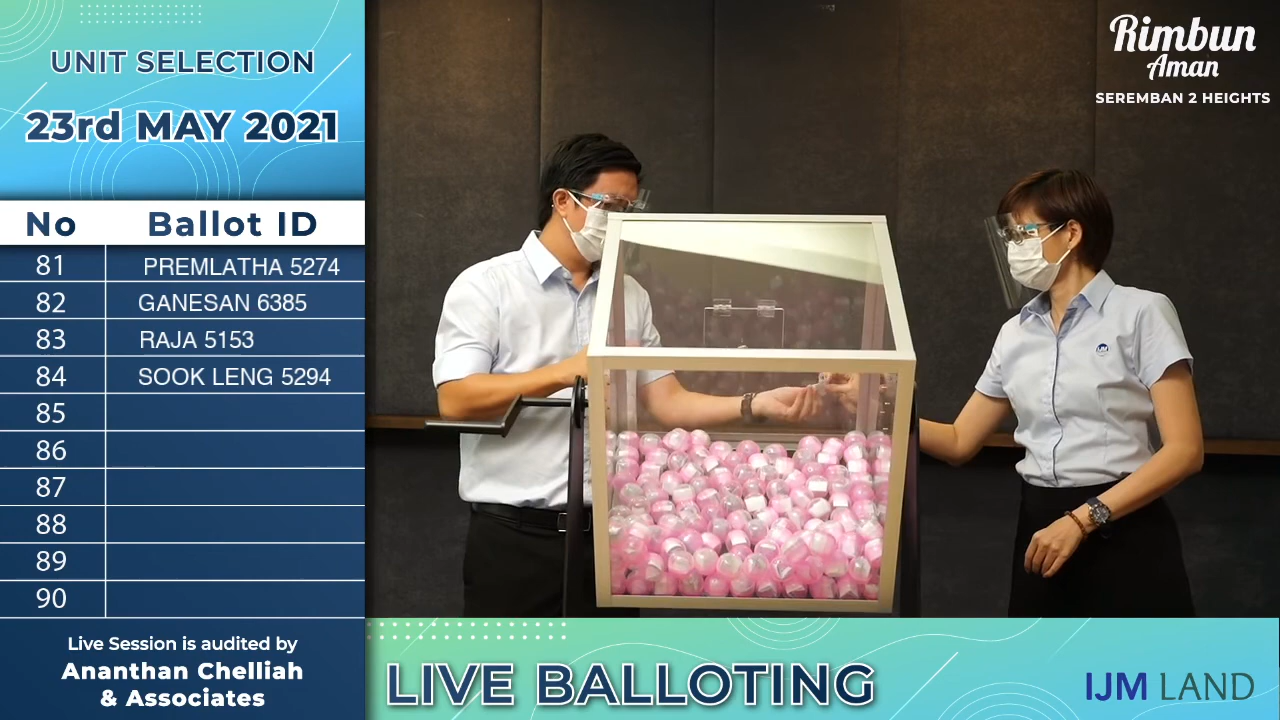 UNIT SELECTION
23rd MAY 2021
No Ballot ID
81 PREMLATHA 5274
82 GANESAN 6385
83 RAJA 5153
84 SOOK LENG 5294
85
86
87
88
89
90
Live Session is audited by
Ananthan Chelliah
& Associates
Rimbun
Aman
SEREMBAN 2 HEIGHTS
IJM
LIVE BALLOTING
IJM LAND